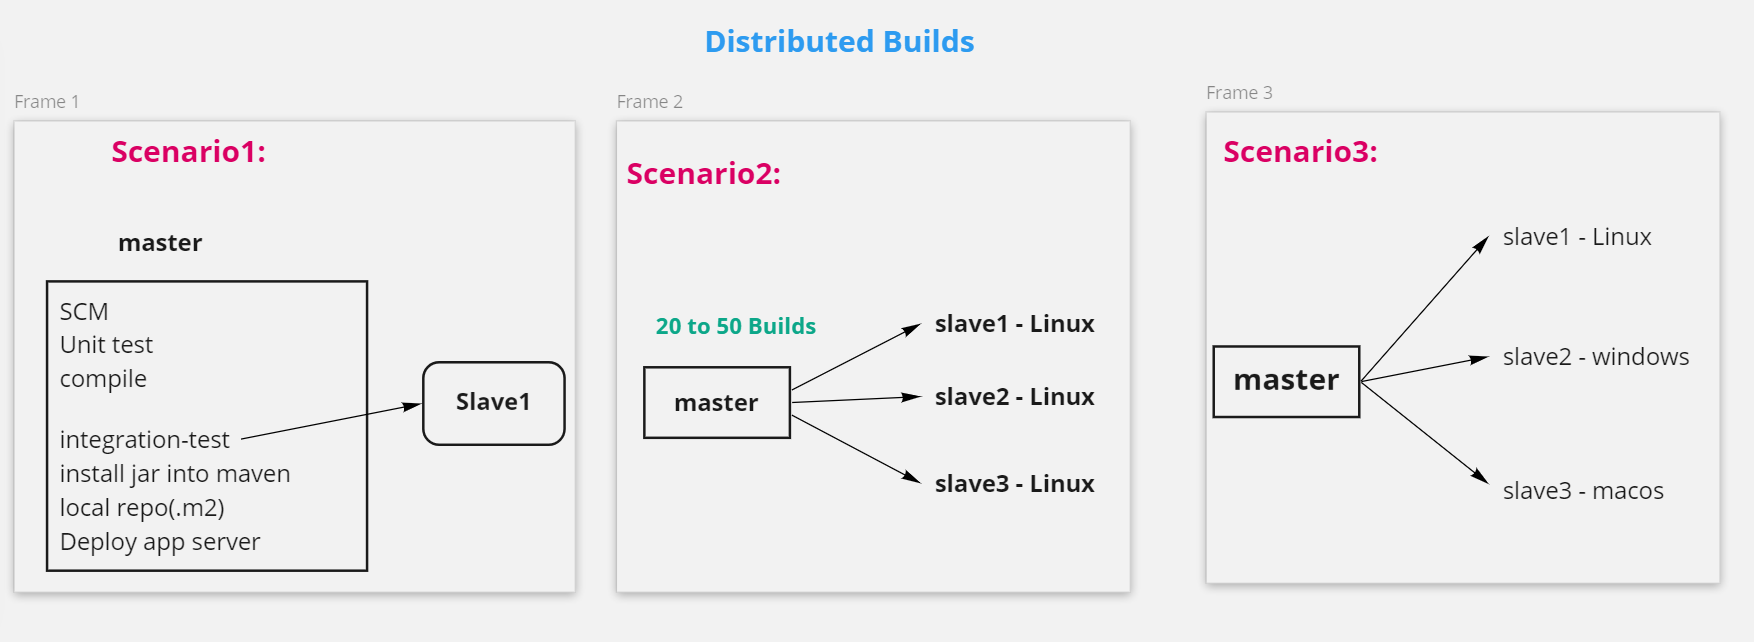 Distributed Builds
Frame 1
Scenario1:
master
SCM
Unit test
compile
integration-test
install jar into maven
local repo(.m2)
Deploy app server
Slave1
Frame 2
Scenario2:
20 to 50 Builds
master
slave1 - Linux
slave2 - Linux
slave3 - Linux
Frame 3
Scenario3:
master
slave1 - Linux
slave2 - windows
slave3 - macos